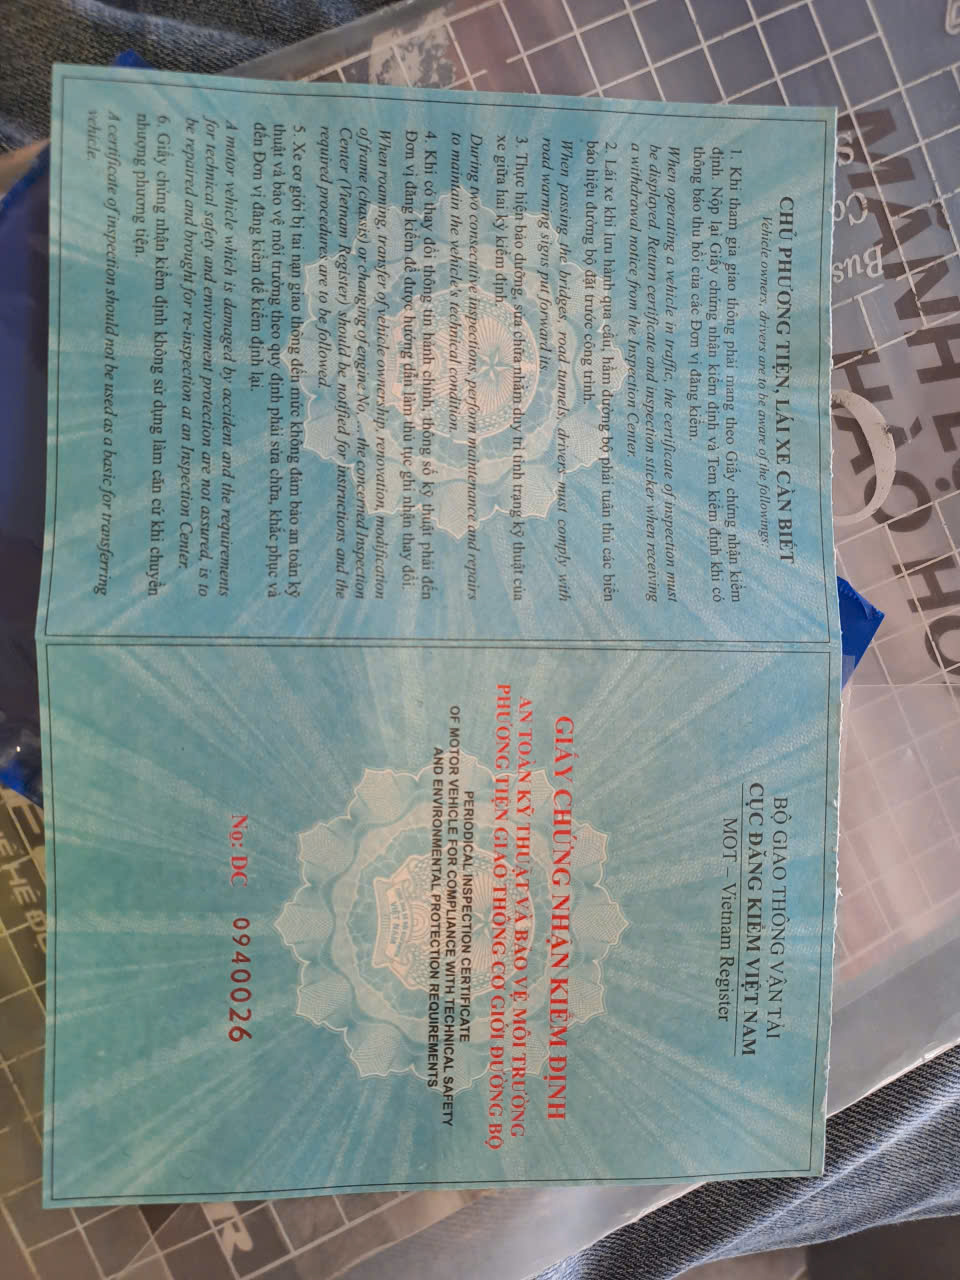 CHỦ PHƯƠNG TIỆN, LÁI XE CẦN BIẾT
Vehicle owners, drivers are to be aware of the followings:
1. Khi tham gia giao thông phải mang theo Giấy chứng nhận kiểm
định. Nộp lại Giấy chứng nhận kiểm định và Tem kiểm định khi có
thông báo thu hồi của các Đơn vị đăng kiểm.
When operating a vehicle in traffic, the certificate of inspection must
be displayed. Return certificate and inspection sticker when receiving
a withdrawal notice from the Inspection Center.
2. Lái xe khi lưu hành qua cầu, hầm đường bộ phải tuân thủ các biển
báo hiệu đường bộ đặt trước công trình.
When passing the bridges, road tunnels, drivers must comply with
road warning signs put forward its.
3. Thực hiện bảo dưỡng, sửa chữa nhằm duy trì tình trạng kỹ thuật của
xe giữa hai kỳ kiểm định.
During two consecutive inspections, perform maintenance and repairs
to maintain the vehicle's technical condition.
4. Khi có thay đổi thông tin hành chính, thông số kỹ thuật phải đến
Đơn vị đăng kiểm để được hướng dẫn làm thủ tục ghi nhận thay đổi.
When roaming, transfer of vehicle ownership, renovation, modification
of frame (chassis) or changing of engine No, ... the concerned Inspection
Center (Vietnam Register) should be notified for instructions and the
required procedures are to be followed.
5. Xe cơ giới bị tai nạn giao thông đến mức không đảm bảo an toàn kỹ
thuật và bảo vệ môi trường theo quy định phải sửa chữa, khắc phục và
đến Đơn vị đăng kiểm để kiểm định lại.
A motor vehicle which is damaged by accident and the requirements
for technical safety and environment protection are not assured, is to
be repaired and brought for re-inspection at an Inspection Center.
6. Giấy chứng nhận kiểm định không sử dụng làm căn cứ khi chuyển
nhượng phương tiện.
A certificate of inspection should not be used as a basic for transferring
vehicle.
BỘ GIAO THÔNG VẬN TẢI
CỤC ĐĂNG KIỂM VIỆT NAM
MOT – Vietnam Register
GIẤY CHỨNG NHẬN KIỂM ĐỊNH
AN TOÀN KỸ THUẬT VÀ BẢO VỆ MÔI TRƯỜNG
PHƯƠNG TIỆN GIAO THÔNG CƠ GIỚI ĐƯỜNG BỘ
PERIODICAL INSPECTION CERTIFICATE
OF MOTOR VEHICLE FOR COMPLIANCE WITH TECHNICAL SAFETY
AND ENVIRONMENTAL PROTECTION REQUIREMENTS
VIỆT NAM
No: DC 0940026